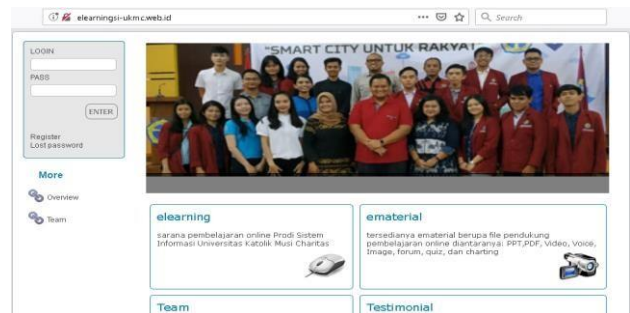 elearningsi-ukmc.web.id
Search
LOGIN
PASS
ENTER
Register
Lost password
More
Overview
Team
"SMART CITY UNTUK RAKYAT"
elearning
sarana pembelajaran online Prodi Sistem
Informasi Universitas Katolik Musi Charitas
ematerial
tersedianya ematerial berupa file pendukung
pembelajaran online diantaranya: PPT,PDF, Video, Voice,
Image, forum, quiz, dan charting
Team
Testimonial